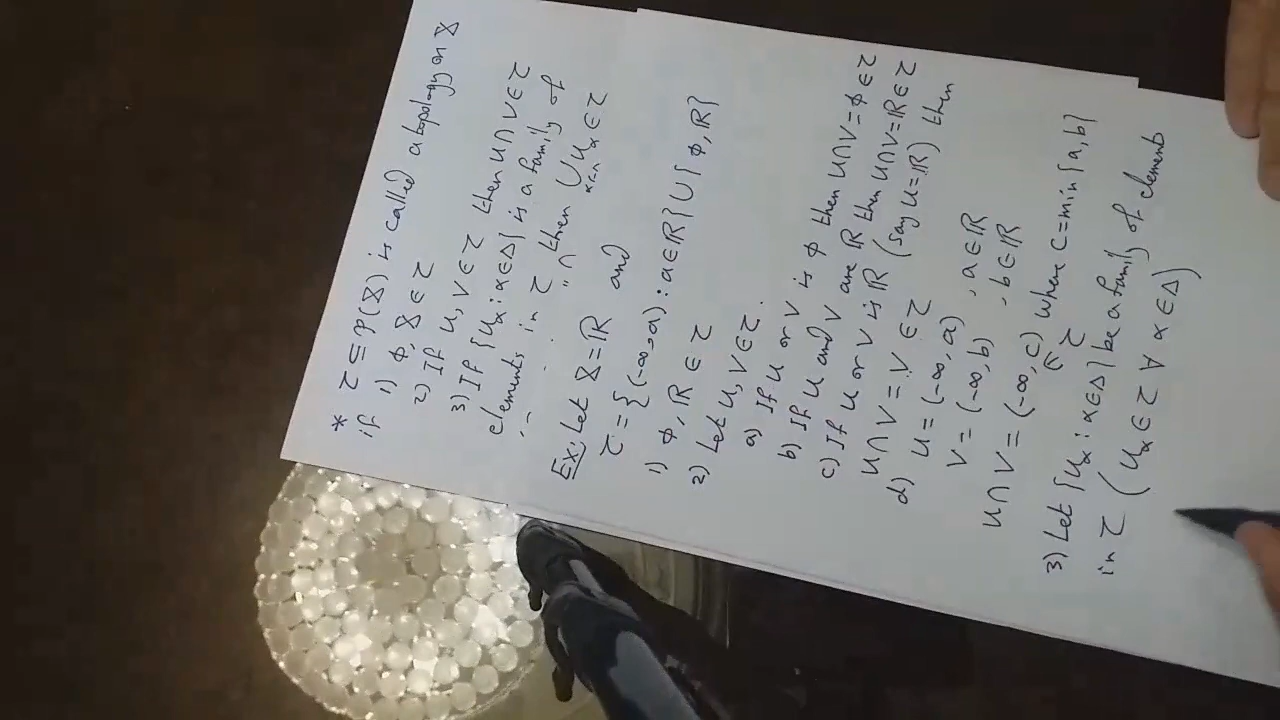 * τ ⊆ P(X) is called a topology on X
if 1) φ, X ∈ τ
2) If U, V ∈ τ then U∩V ∈ τ
3) If {Uα : α∈Δ} is a family of
elements in τ then ∪ Uα ∈ τ
α∈Δ
Ex: Let X = ℝ and
τ = {(-∞, a) : a∈ℝ} ∪ {φ, ℝ}
1) φ, ℝ ∈ τ
2) Let U, V ∈ τ.
a) If U or V is φ then U∩V = φ ∈ τ
b) If U and V are ℝ then U∩V = ℝ ∈ τ
c) If U or V is ℝ (say U = ℝ) then
U∩V = V ∈ τ
d) U = (-∞, a) , a∈ℝ
V = (-∞, b) , b∈ℝ
U∩V = (-∞, c) where c = min{a, b}
∈ τ
3) Let {Uα : α∈Δ} be a family of elements
in τ (Uα ∈ τ ∀ α∈Δ)